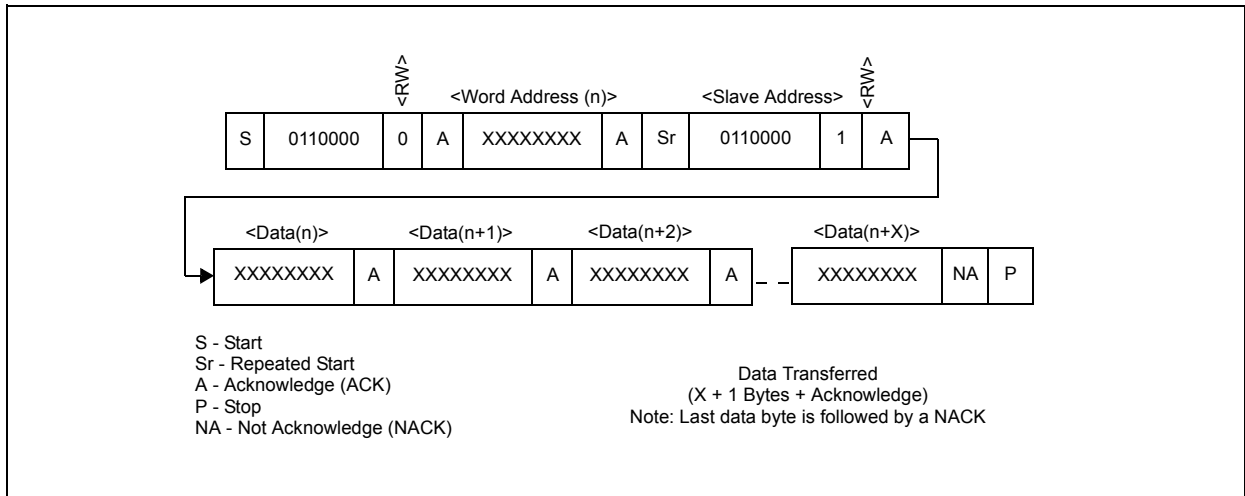 <RW> <RW>
<Word Address (n)> <Slave Address>
S 0110000 0 A XXXXXXXX A Sr 0110000 1 A
<Data(n)> <Data(n+1)> <Data(n+2)> <Data(n+X)>
XXXXXXXX A XXXXXXXX A XXXXXXXX A XXXXXXXX NA P
S - Start
Sr - Repeated Start
A - Acknowledge (ACK)
P - Stop
NA - Not Acknowledge (NACK)
Data Transferred
(X + 1 Bytes + Acknowledge)
Note: Last data byte is followed by a NACK